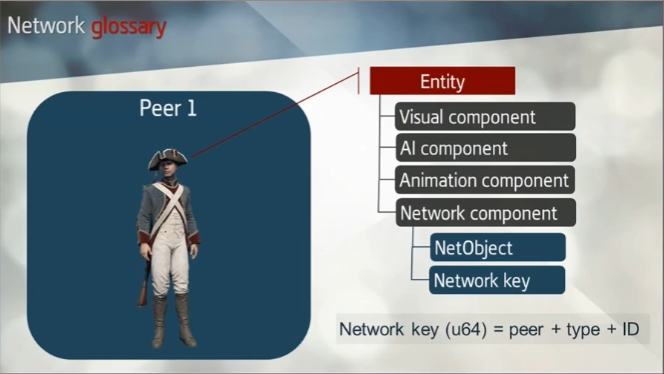 Network glossary
Peer 1
Entity
Visual component
AI component
Animation component
Network component
NetObject
Network key
Network key (u64) = peer + type + ID